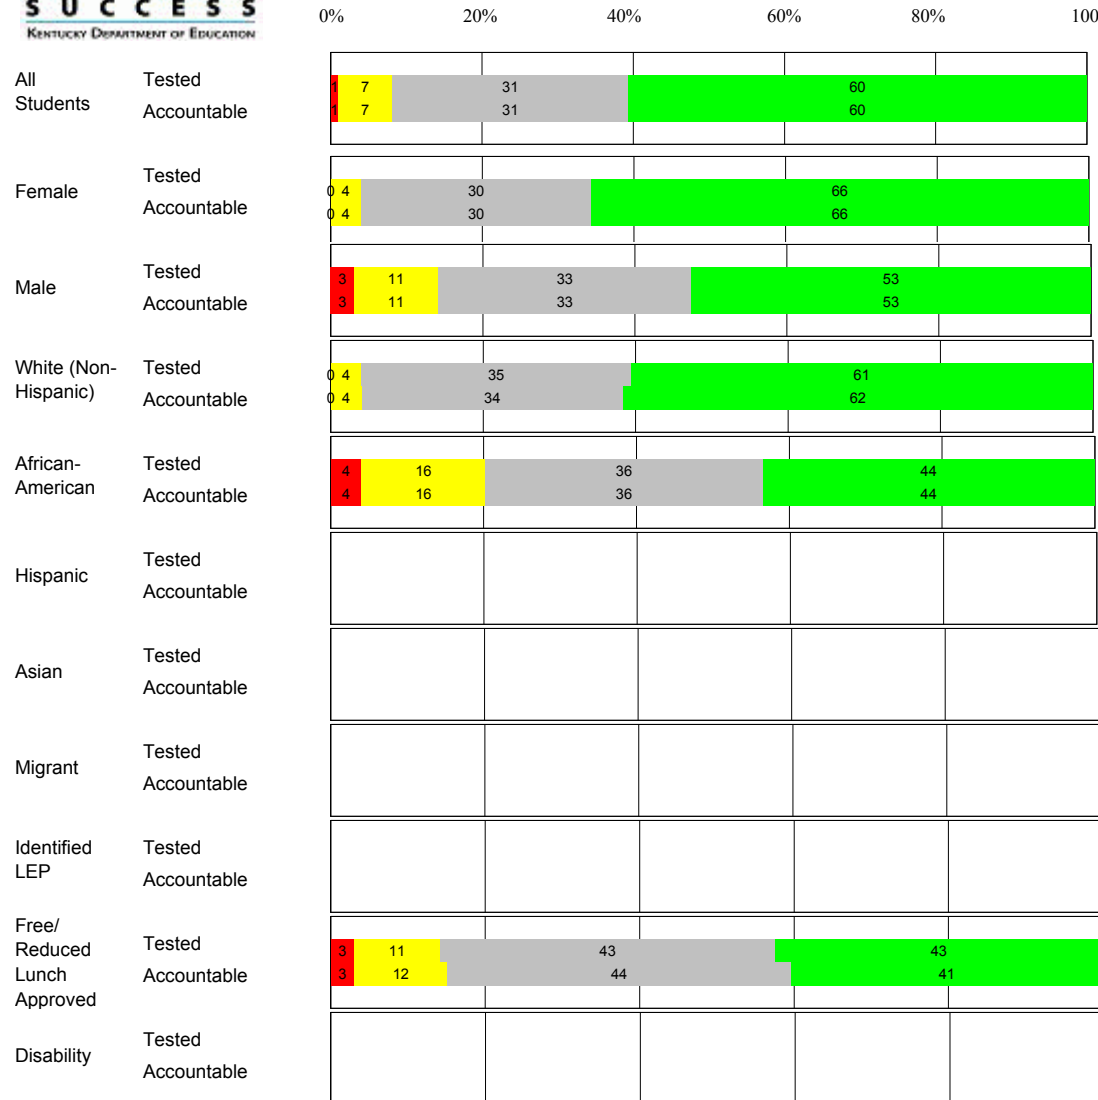 SUCCESS
KENTUCKY DEPARTMENT OF EDUCATION
0% 20% 40% 60% 80% 100
All Students
Tested
Accountable
1 7 31 60
1 7 31 60
Female
Tested
Accountable
0 4 30 66
0 4 30 66
Male
Tested
Accountable
3 11 33 53
3 11 33 53
White (Non-
Hispanic)
Tested
Accountable
0 4 35 61
0 4 34 62
African-
American
Tested
Accountable
4 16 36 44
4 16 36 44
Hispanic
Tested
Accountable
Asian
Tested
Accountable
Migrant
Tested
Accountable
Identified
LEP
Tested
Accountable
Free/
Reduced
Lunch
Approved
Tested
Accountable
3 11 43 43
3 12 44 41
Disability
Tested
Accountable